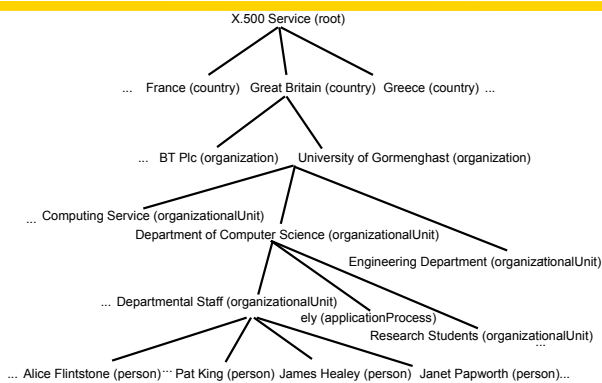 X.500 Service (root)
... France (country) Great Britain (country) Greece (country) ...
... BT Plc (organization) University of Gormenghast (organization)
... Computing Service (organizationalUnit)
Department of Computer Science (organizationalUnit)
Engineering Department (organizationalUnit)
... Departmental Staff (organizationalUnit)
ely (applicationProcess)
Research Students (organizationalUnit)
...
... Alice Flintstone (person) ... Pat King (person) James Healey (person) Janet Papworth (person)...